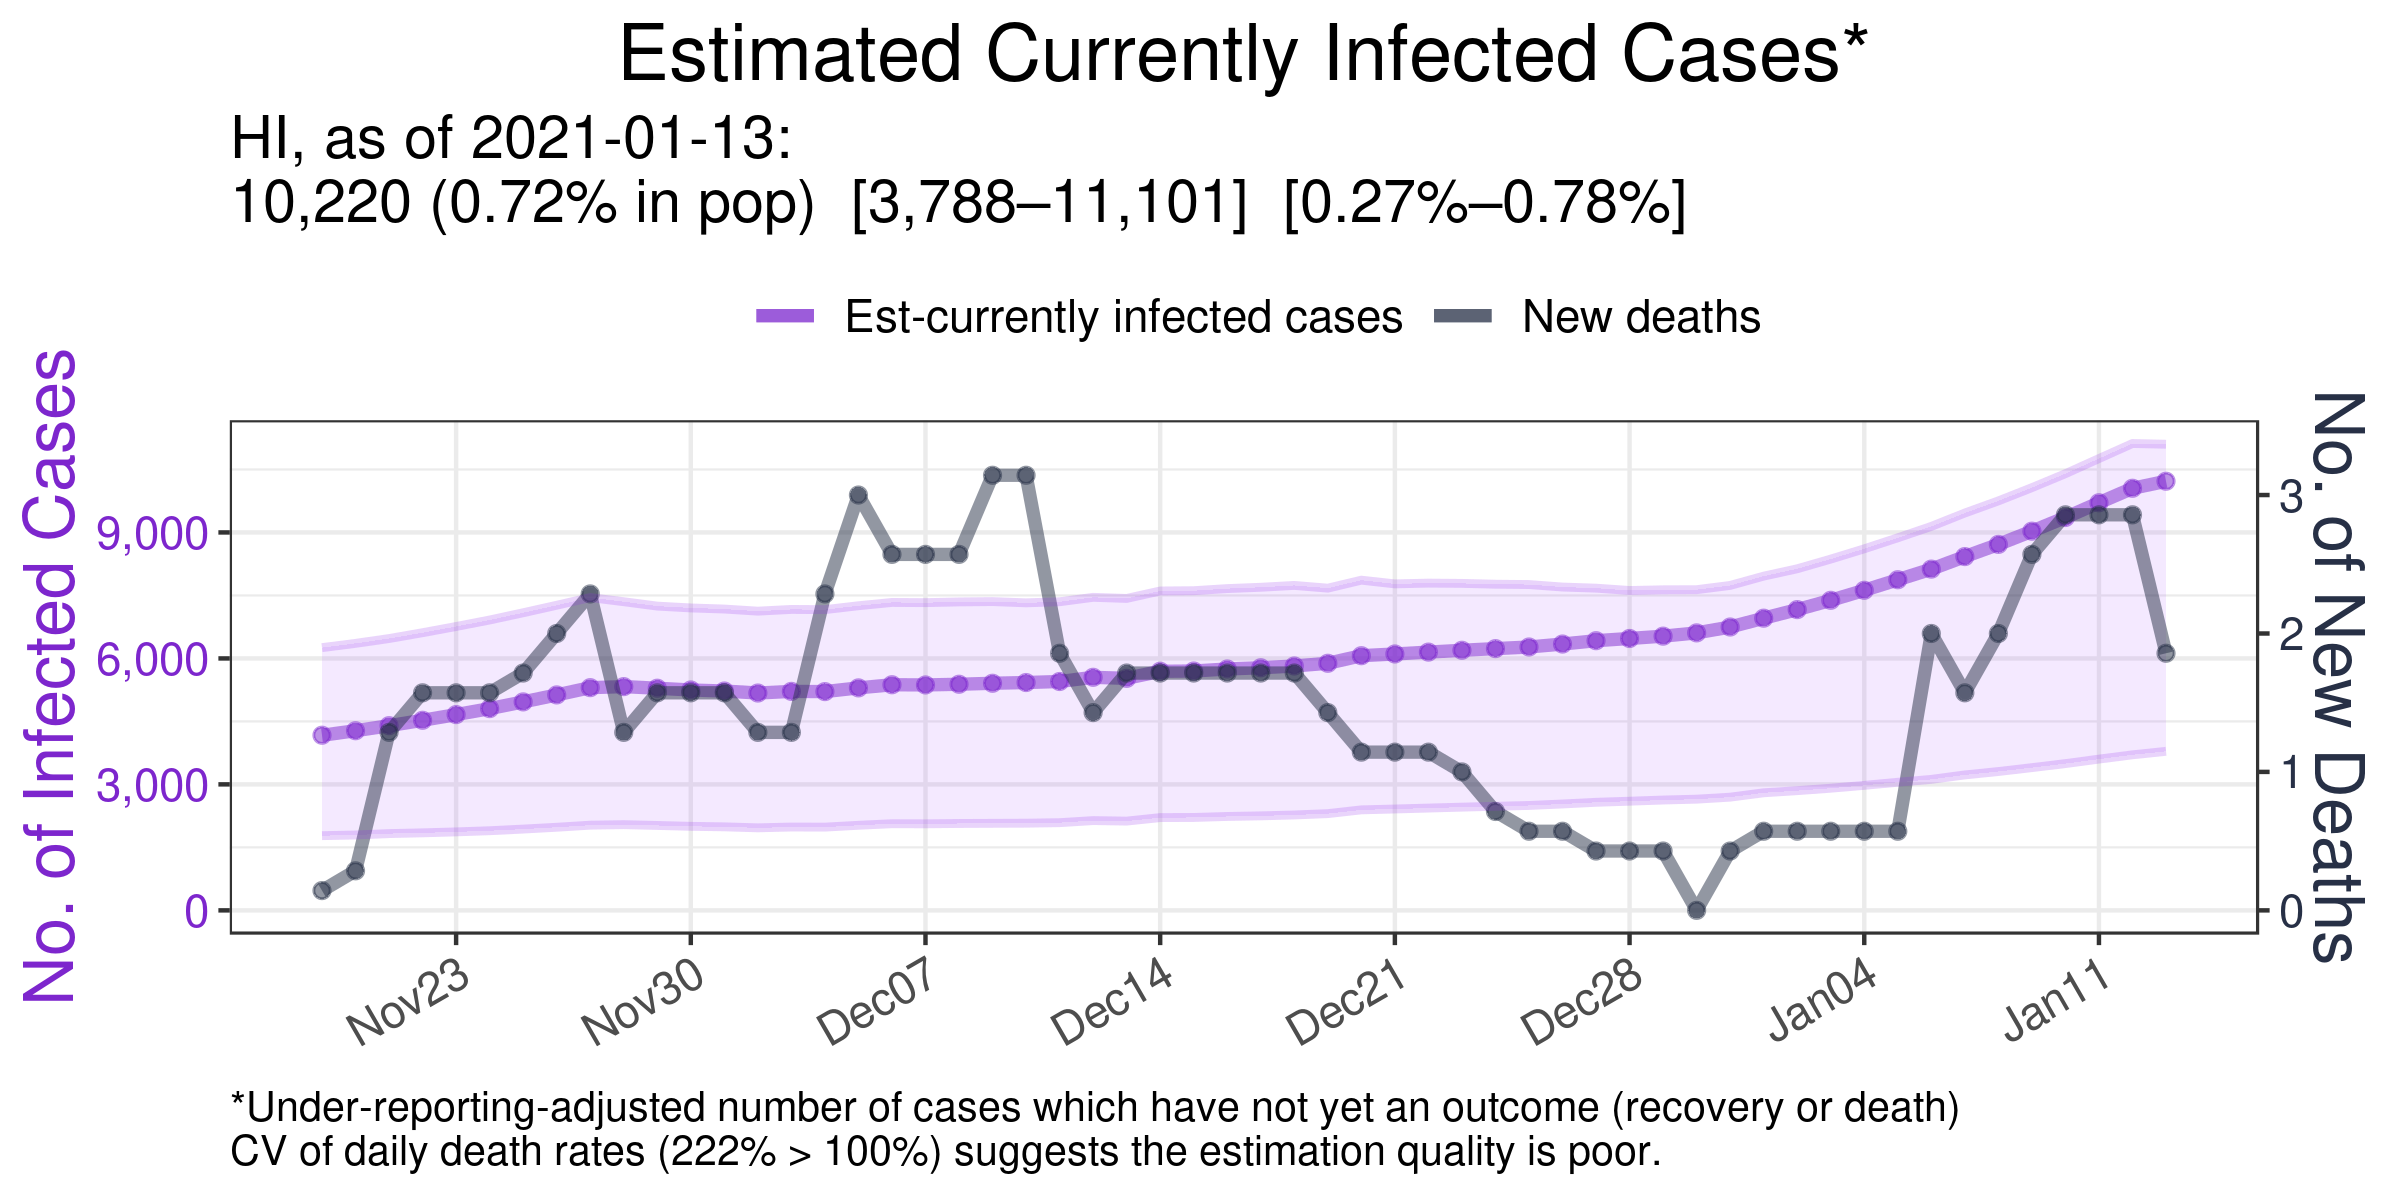 Estimated Currently Infected Cases*
HI, as of 2021-01-13:
10,220 (0.72% in pop)  [3,788–11,101]  [0.27%–0.78%]
Est-currently infected cases
New deaths
No. of Infected Cases
9,000
6,000
3,000
0
No. of New Deaths
3
2
1
0
Nov23
Nov30
Dec07
Dec14
Dec21
Dec28
Jan04
Jan11
*Under-reporting-adjusted number of cases which have not yet an outcome (recovery or death)
CV of daily death rates (222% > 100%) suggests the estimation quality is poor.